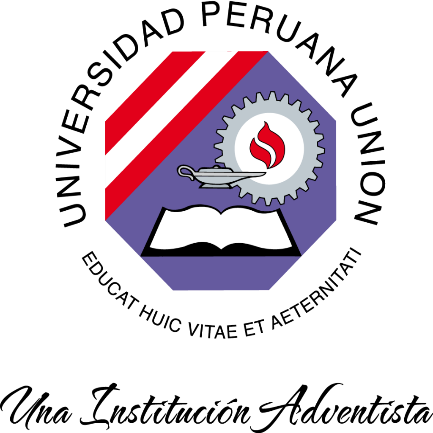 UNIVERSIDAD PERUANA UNION
EDUCAT HUIC VITAE ET AETERNITATI
Una Institución Adventista